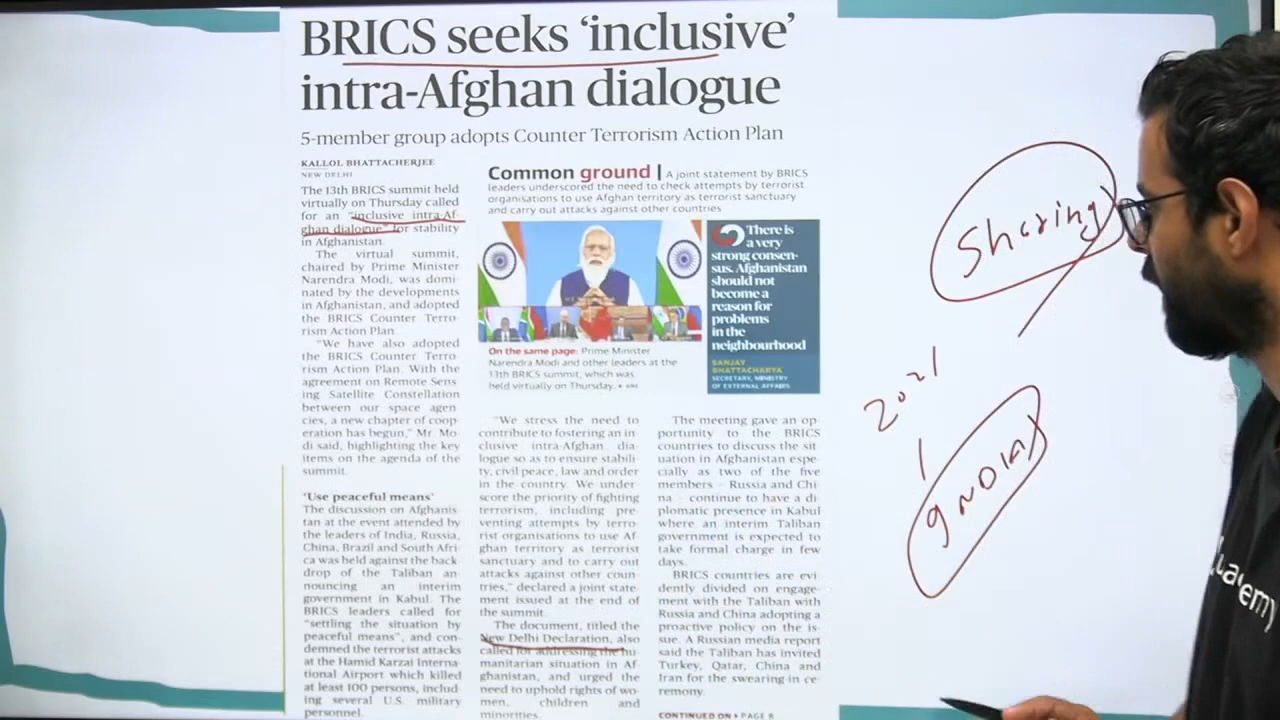 BRICS seeks ‘inclusive’
intra-Afghan dialogue
5-member group adopts Counter Terrorism Action Plan
KALLOL BHATTACHERJEE
NEW DELHI
The 13th BRICS summit held
virtually on Thursday called
for an "inclusive intra-Af-
ghan dialogue" for stability
in Afghanistan.
The virtual summit,
chaired by Prime Minister
Narendra Modi, was domi-
nated by the developments
in Afghanistan, and adopted
the BRICS Counter Terro-
rism Action Plan.
"We have also adopted
the BRICS Counter Terro-
rism Action Plan. With the
agreement on Remote Sens-
ing Satellite Constellation
between our space agen-
cies, a new chapter of coop-
eration has begun," Mr. Mo-
di said, highlighting the key
items on the agenda of the
summit.
'Use peaceful means'
The discussion on Afghanis-
tan at the event attended by
the leaders of India, Russia,
China, Brazil and South Afri-
ca was held against the back-
drop of the Taliban an-
nouncing an interim
government in Kabul. The
BRICS leaders called for
"settling the situation by
peaceful means", and con-
demned the terrorist attacks
at the Hamid Karzai Interna-
tional Airport which killed
at least 100 persons, includ-
ing several U.S. military
personnel.
Common ground | A joint statement by BRICS
leaders underscored the need to check attempts by terrorist
organisations to use Afghan territory as terrorist sanctuary
and carry out attacks against other countries
There is
a very
strong consen-
sus. Afghanistan
should not
become a
reason for
problems
in the
neighbourhood
SANJAY
BHATTACHARYA
SECRETARY, MINISTRY
OF EXTERNAL AFFAIRS
On the same page: Prime Minister
Narendra Modi and other leaders at the
13th BRICS summit, which was
held virtually on Thursday. • ANI
"We stress the need to
contribute to fostering an in-
clusive intra-Afghan dia-
logue so as to ensure stabili-
ty, civil peace, law and order
in the country. We under-
score the priority of fighting
terrorism, including pre-
venting attempts by terro-
rist organisations to use Af-
ghan territory as terrorist
sanctuary and to carry out
attacks against other coun-
tries," declared a joint state-
ment issued at the end of
the summit.
The document, titled the
New Delhi Declaration, also
called for addressing the hu-
manitarian situation in Af-
ghanistan, and urged the
need to uphold rights of wo-
men, children and
minorities.
The meeting gave an op-
portunity to the BRICS
countries to discuss the sit-
uation in Afghanistan espe-
cially as two of the five
members – Russia and Chi-
na – continue to have a di-
plomatic presence in Kabul
where an interim Taliban
government is expected to
take formal charge in few
days.
BRICS countries are evi-
dently divided on engage-
ment with the Taliban with
Russia and China adopting a
proactive policy on the is-
sue. A Russian media report
said the Taliban has invited
Turkey, Qatar, China and
Iran for the swearing-in ce-
remony.
CONTINUED ON ▸ PAGE 8
Sharing
2021
INDIA